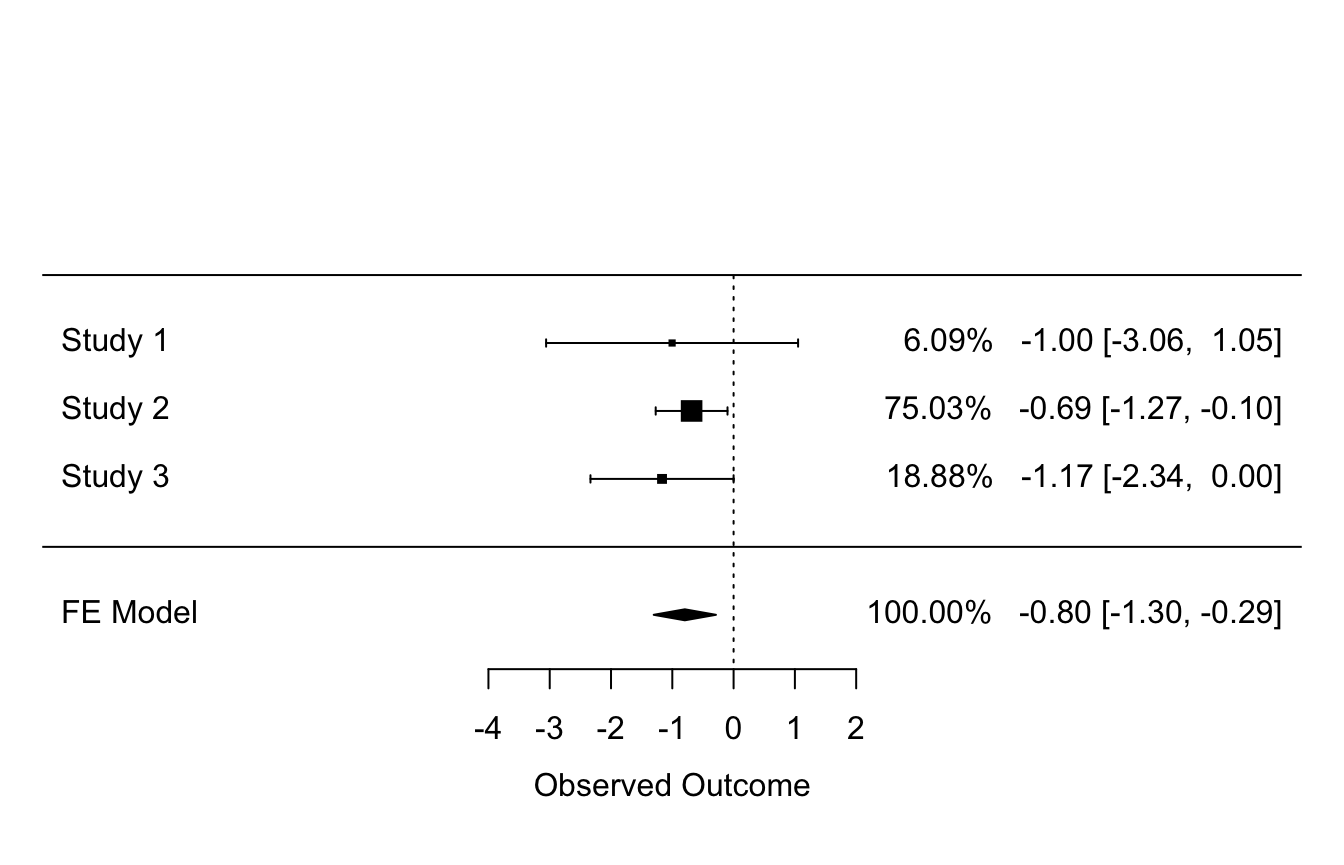 Study 1 6.09% -1.00 [-3.06, 1.05]
Study 2 75.03% -0.69 [-1.27, -0.10]
Study 3 18.88% -1.17 [-2.34, 0.00]
FE Model 100.00% -0.80 [-1.30, -0.29]
-4 -3 -2 -1 0 1 2
Observed Outcome